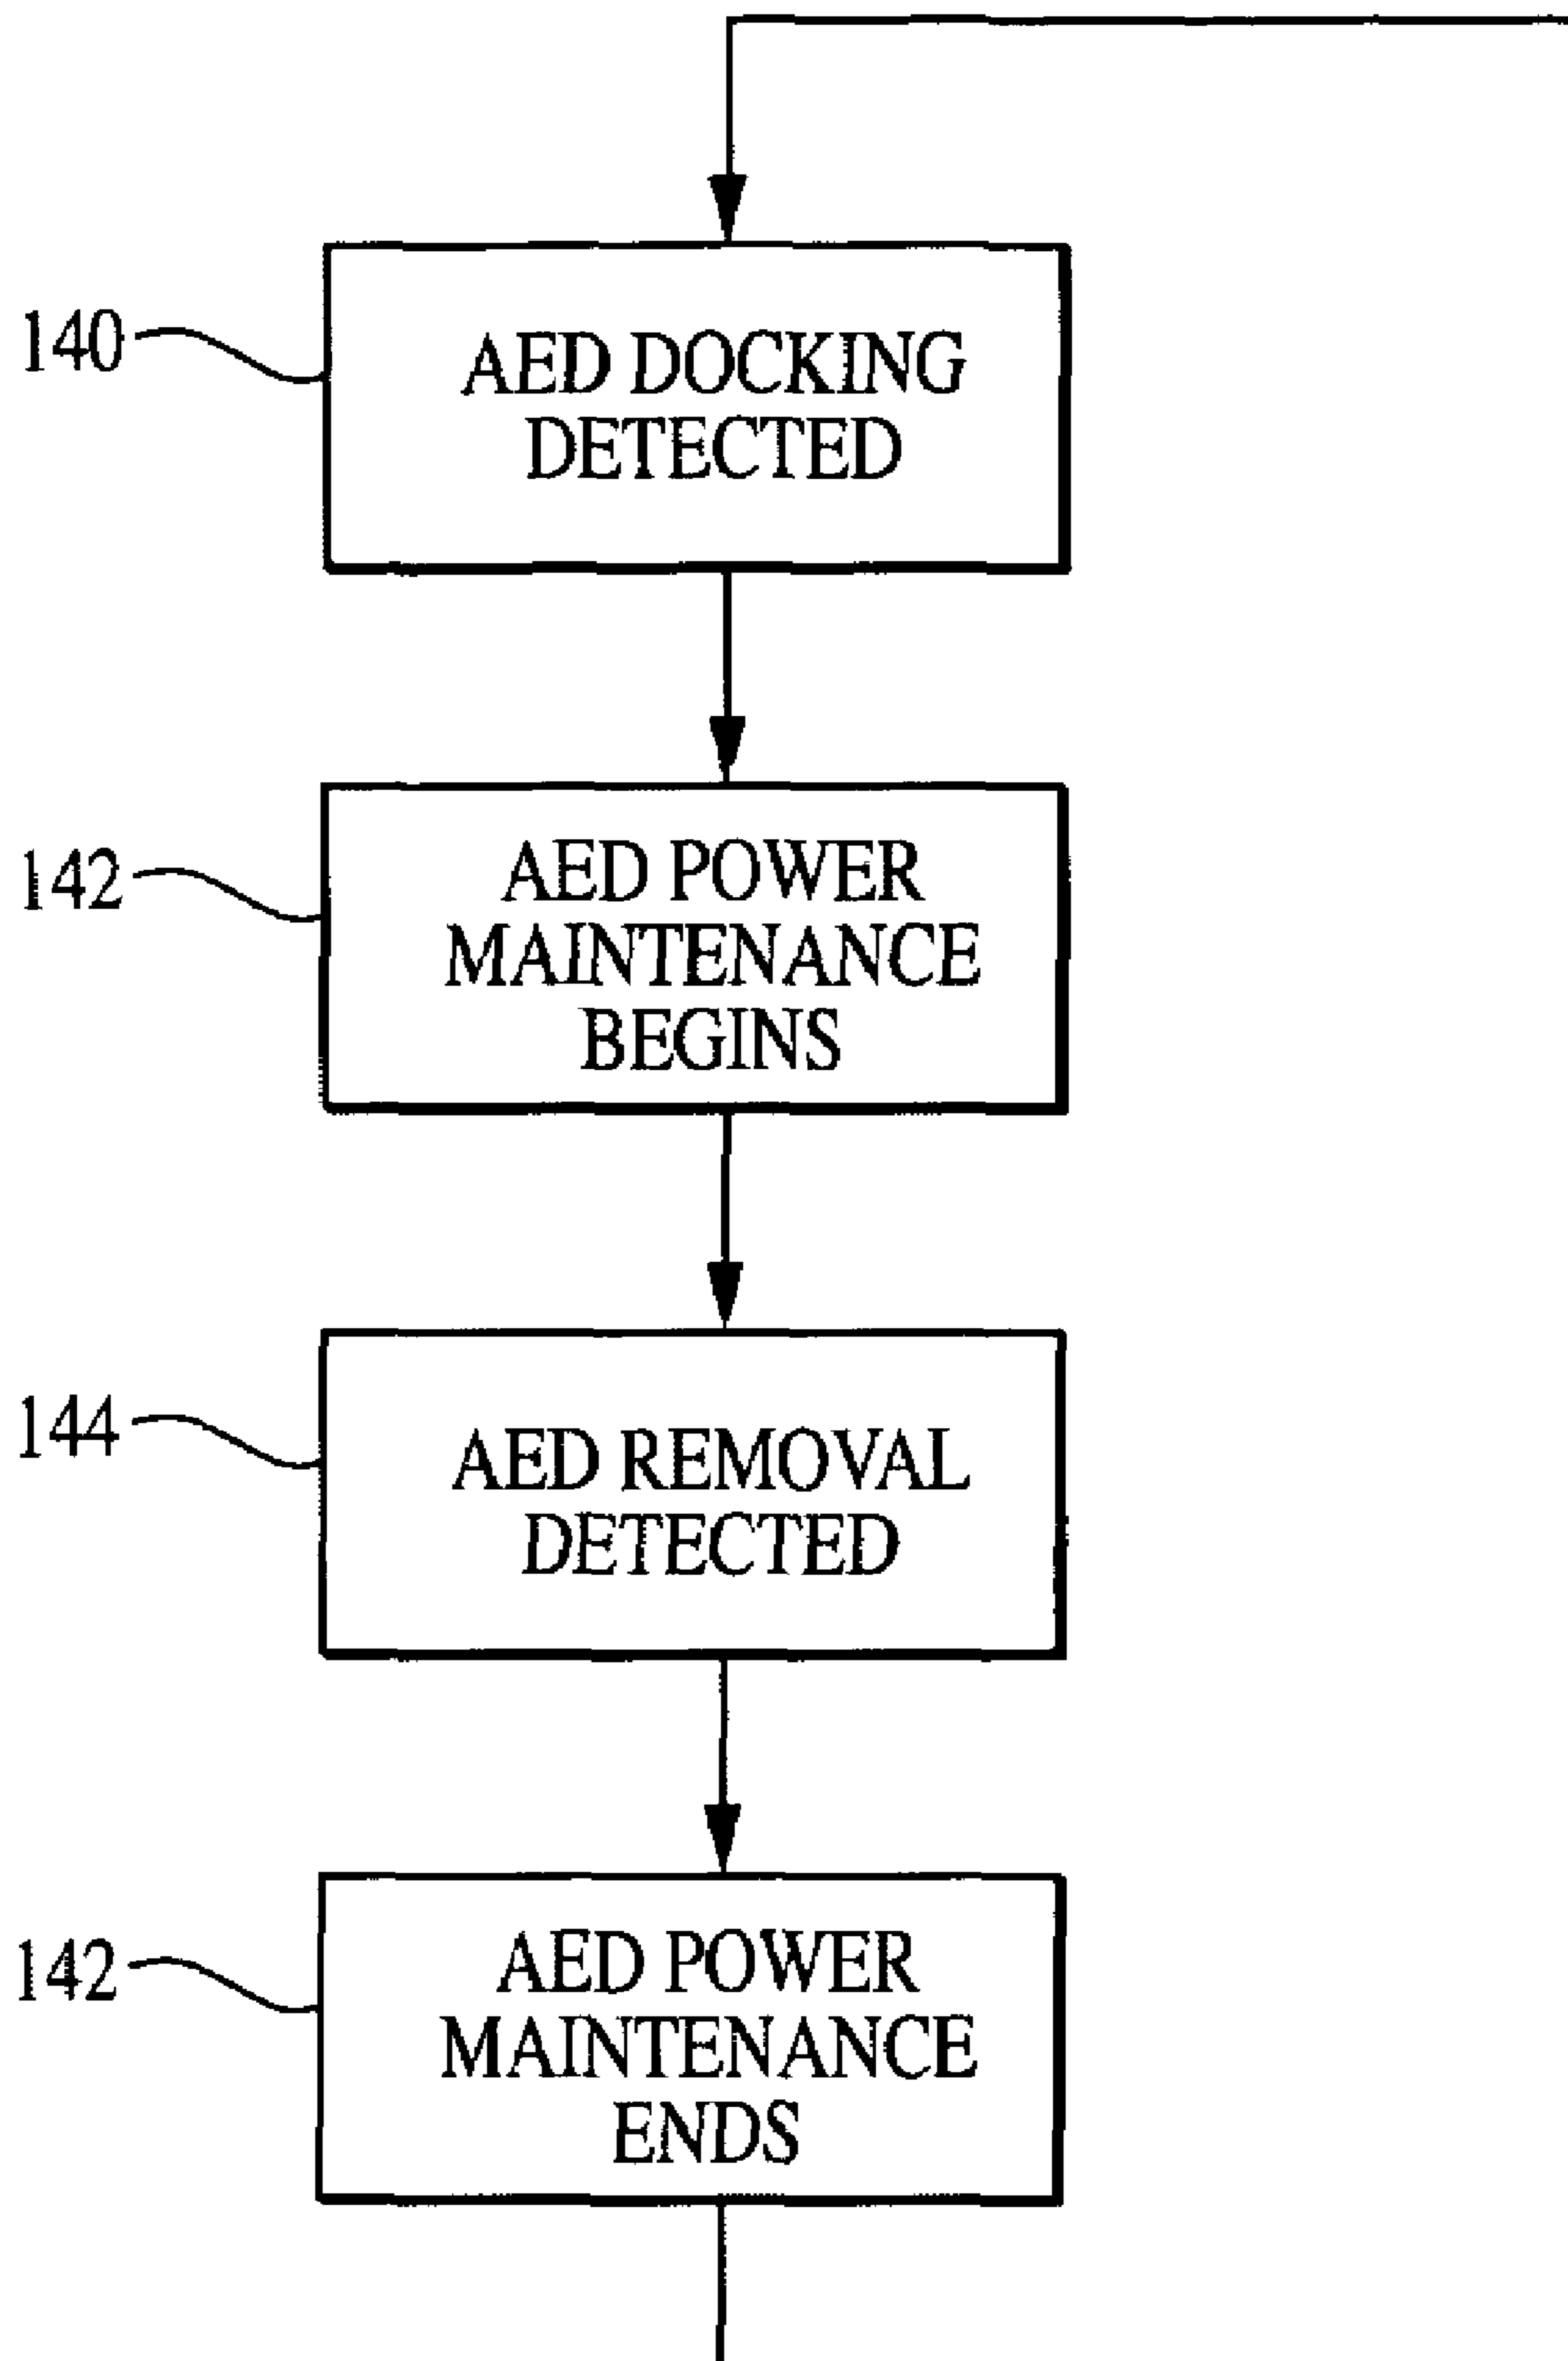 140
AED DOCKING
DETECTED
142
AED POWER
MAINTENANCE
BEGINS
144
AED REMOVAL
DETECTED
142
AED POWER
MAINTENANCE
ENDS